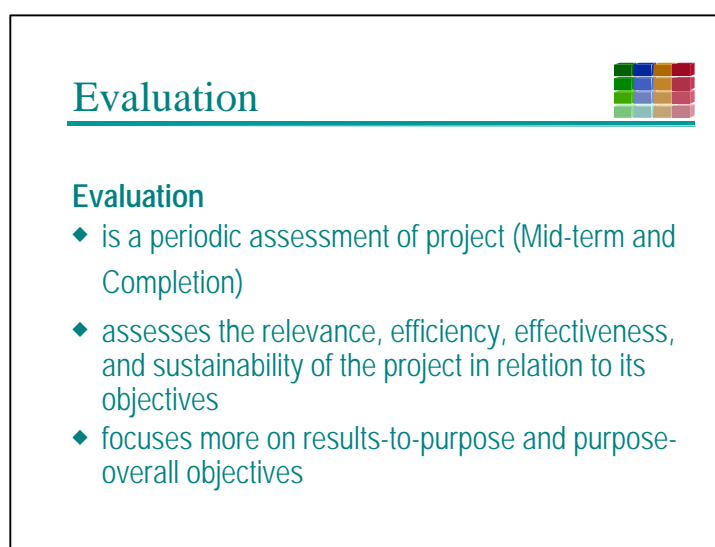 Evaluation
Evaluation
◆ is a periodic assessment of project (Mid-term and
Completion)
◆ assesses the relevance, efficiency, effectiveness,
and sustainability of the project in relation to its
objectives
◆ focuses more on results-to-purpose and purpose-
overall objectives